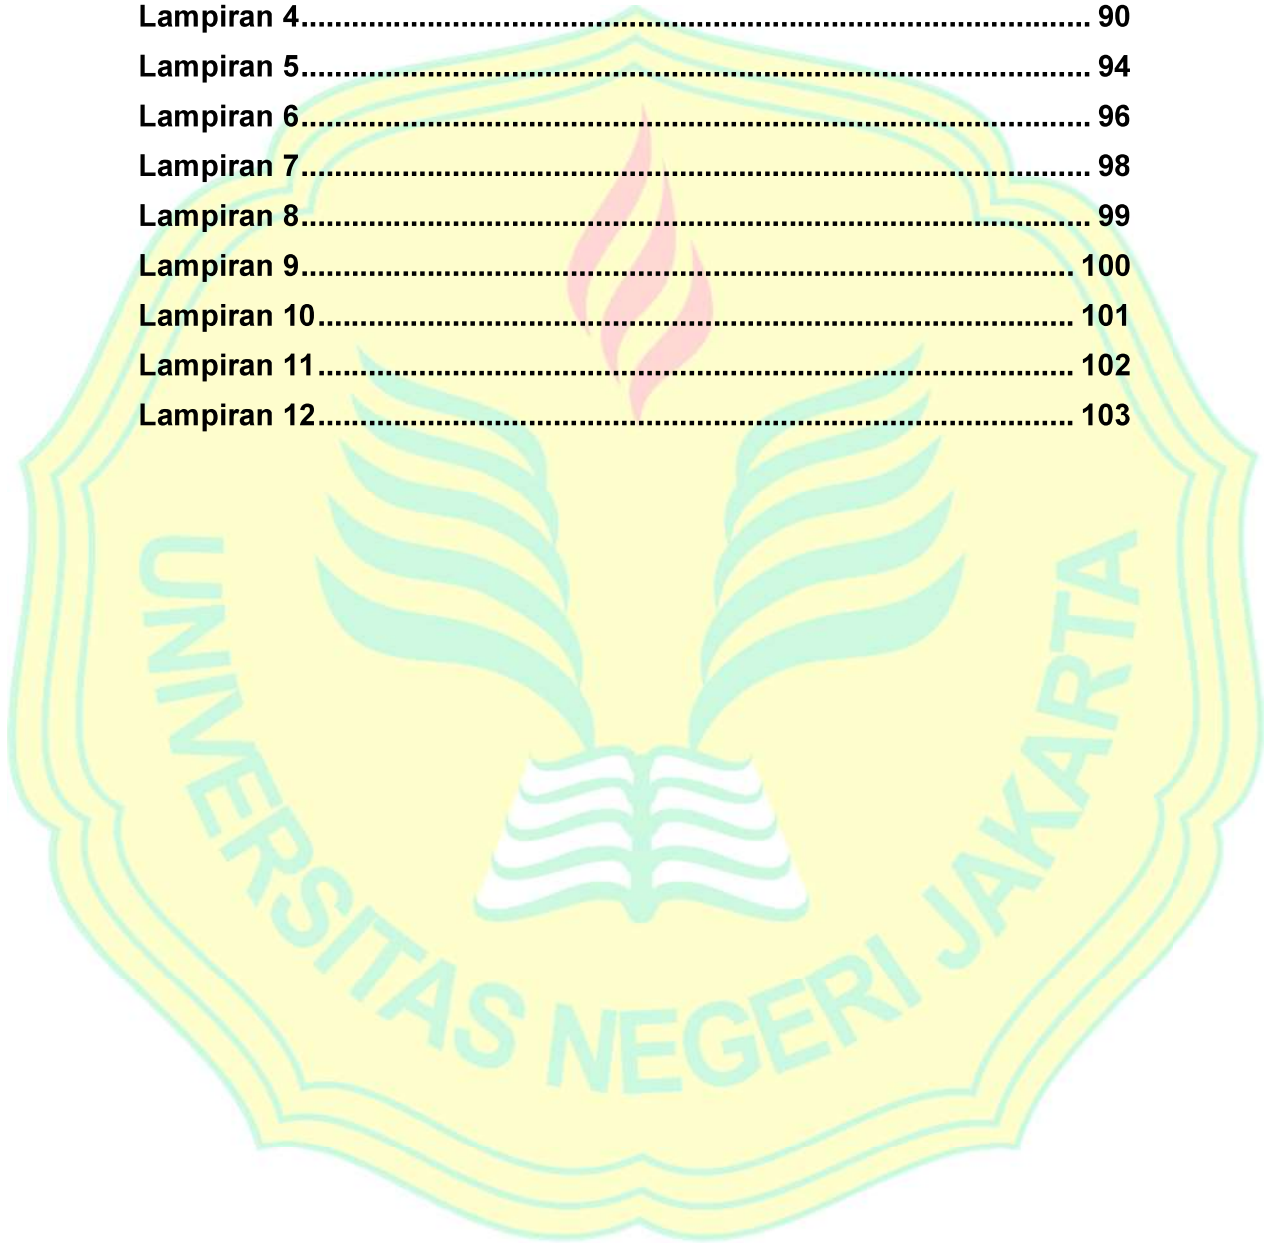 Lampiran 4.............................................................................................. 90
Lampiran 5.............................................................................................. 94
Lampiran 6.............................................................................................. 96
Lampiran 7.............................................................................................. 98
Lampiran 8.............................................................................................. 99
Lampiran 9............................................................................................ 100
Lampiran 10.......................................................................................... 101
Lampiran 11.......................................................................................... 102
Lampiran 12.......................................................................................... 103
UNIVERSITAS NEGERI JAKARTA